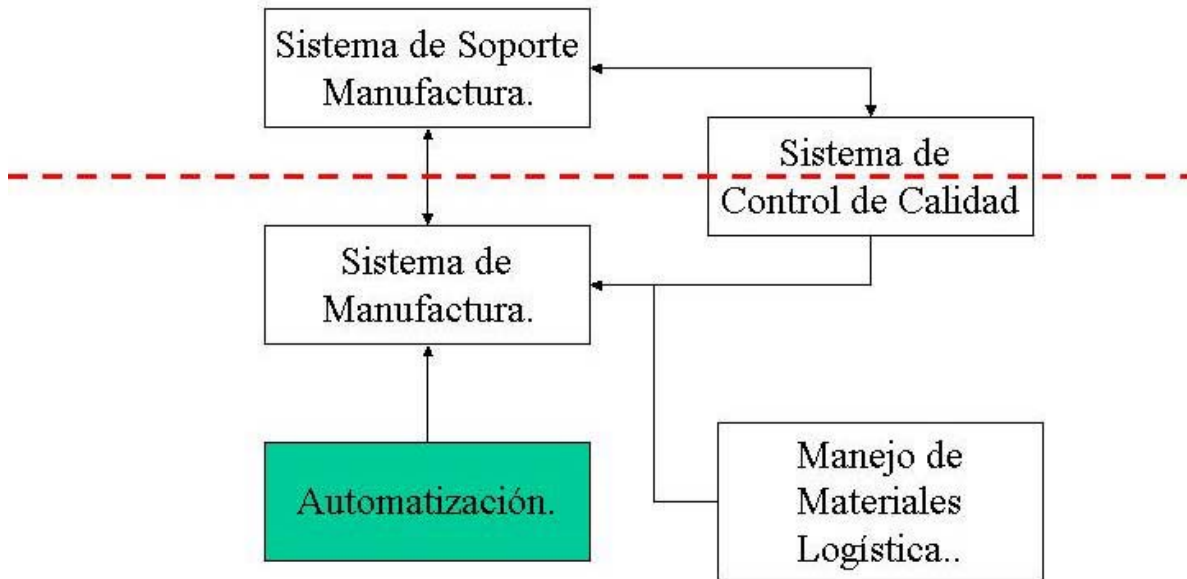 Sistema de Soporte
Manufactura.
Sistema de
Control de Calidad
Sistema de
Manufactura.
Automatización.
Manejo de
Materiales
Logística..